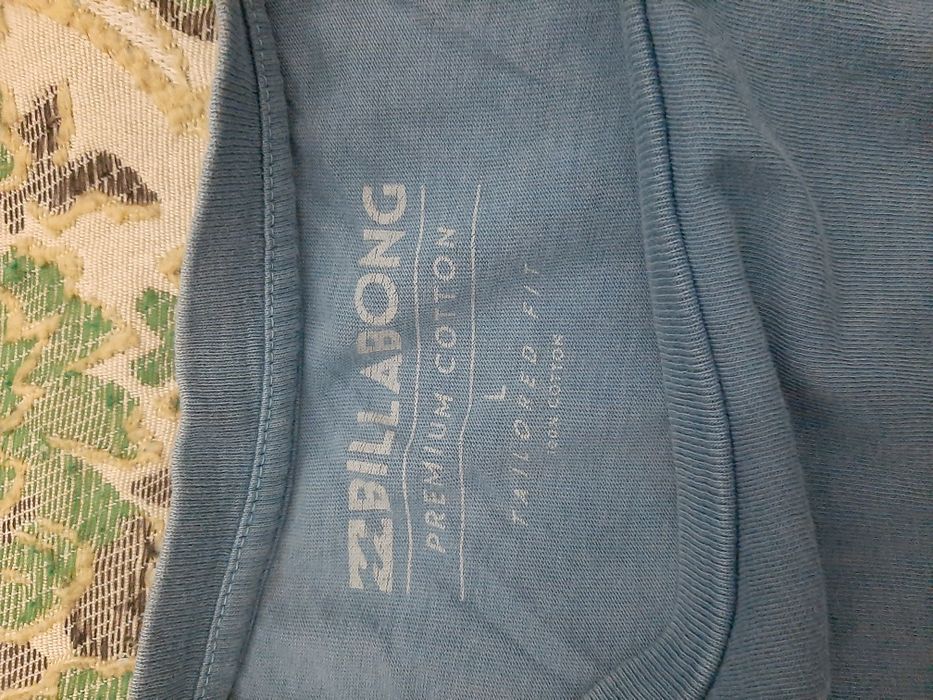 BILLABONG
PREMIUM COTTON
L
TAILORED FIT
100% COTTON